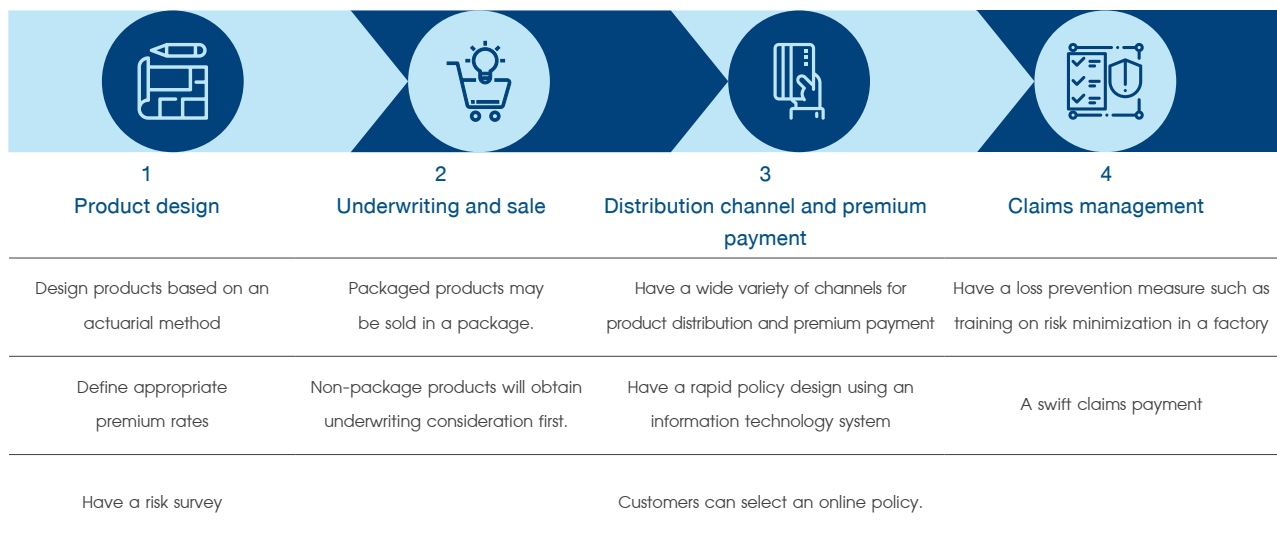 1
Product design
2
Underwriting and sale
3
Distribution channel and premium
payment
4
Claims management
Design products based on an
actuarial method
Packaged products may
be sold in a package.
Have a wide variety of channels for
product distribution and premium payment
Have a loss prevention measure such as
training on risk minimization in a factory
Define appropriate
premium rates
Non-package products will obtain
underwriting consideration first.
Have a rapid policy design using an
information technology system
A swift claims payment
Have a risk survey
Customers can select an online policy.